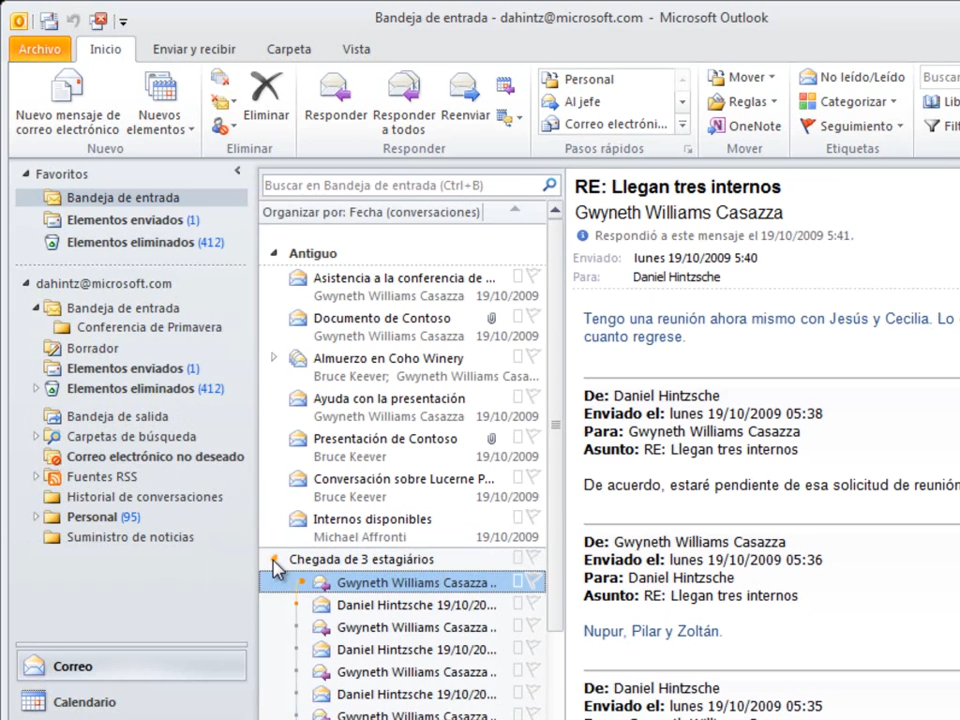 Bandeja de entrada - dahintz@microsoft.com - Microsoft Outlook
Archivo Inicio Enviar y recibir Carpeta Vista
Nuevo mensaje de correo electrónico
Nuevos elementos
Nuevo
Eliminar
Eliminar
Responder
Responder a todos
Reenviar
Responder
Personal
Al jefe
Correo electróni...
Pasos rápidos
Mover
Reglas
OneNote
Mover
No leído/Leído
Categorizar
Seguimiento
Etiquetas
Buscar
Lib
Filt
Favoritos
Bandeja de entrada
Elementos enviados (1)
Elementos eliminados (412)
dahintz@microsoft.com
Bandeja de entrada
Conferencia de Primavera
Borrador
Elementos enviados (1)
Elementos eliminados (412)
Bandeja de salida
Carpetas de búsqueda
Correo electrónico no deseado
Fuentes RSS
Historial de conversaciones
Personal (95)
Suministro de noticias
Correo
Calendario
Buscar en Bandeja de entrada (Ctrl+B)
Organizar por: Fecha (conversaciones)
Antiguo
Asistencia a la conferencia de ...
Gwyneth Williams Casazza 19/10/2009
Documento de Contoso
Gwyneth Williams Casazza 19/10/2009
Almuerzo en Coho Winery
Bruce Keever; Gwyneth Williams Casa...
Ayuda con la presentación
Gwyneth Williams Casazza 19/10/2009
Presentación de Contoso
Bruce Keever 19/10/2009
Conversación sobre Lucerne P...
Bruce Keever 19/10/2009
Internos disponibles
Michael Affronti 19/10/2009
Chegada de 3 estagiários
Gwyneth Williams Casazza ..
Daniel Hintzsche 19/10/20...
Gwyneth Williams Casazza ..
Daniel Hintzsche 19/10/20...
Gwyneth Williams Casazza ..
Daniel Hintzsche 19/10/20...
Gwyneth Williams Casazza ..
RE: Llegan tres internos
Gwyneth Williams Casazza
Respondió a este mensaje el 19/10/2009 5:41.
Enviado: lunes 19/10/2009 5:40
Para: Daniel Hintzsche
Tengo una reunión ahora mismo con Jesús y Cecilia. Lo
cuanto regrese.
De: Daniel Hintzsche
Enviado el: lunes 19/10/2009 05:38
Para: Gwyneth Williams Casazza
Asunto: RE: Llegan tres internos
De acuerdo, estaré pendiente de esa solicitud de reunión
De: Gwyneth Williams Casazza
Enviado el: lunes 19/10/2009 05:36
Para: Daniel Hintzsche
Asunto: RE: Llegan tres internos
Nupur, Pilar y Zoltán.
De: Daniel Hintzsche
Enviado el: lunes 19/10/2009 05:35